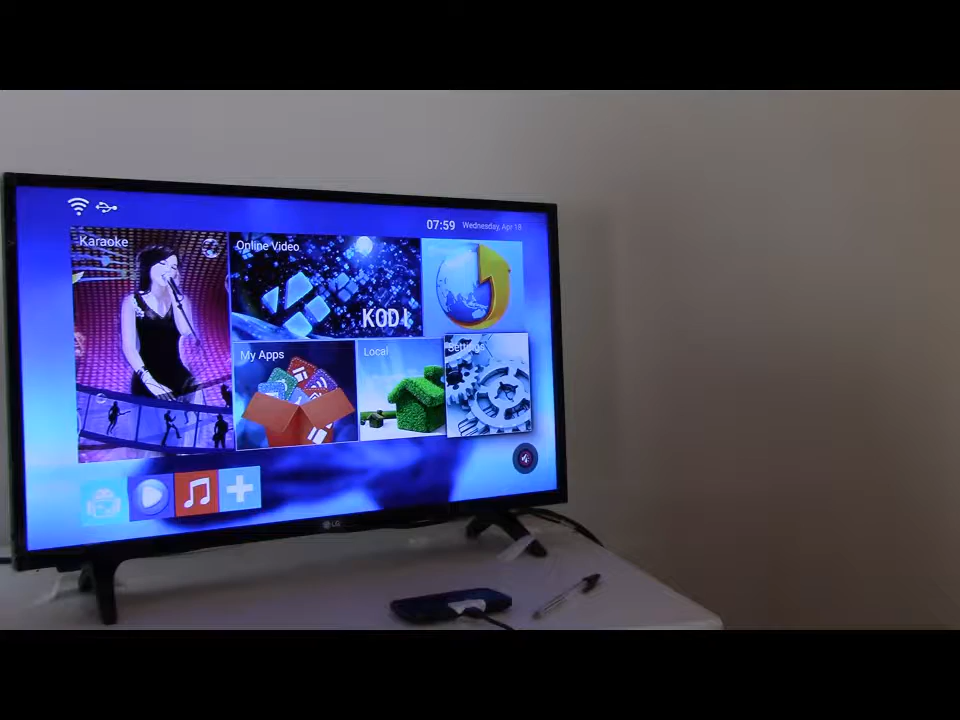 07:59 Wednesday, Apr 18
Karaoke
Online Video
KODI
My Apps
Local
Settings
LG